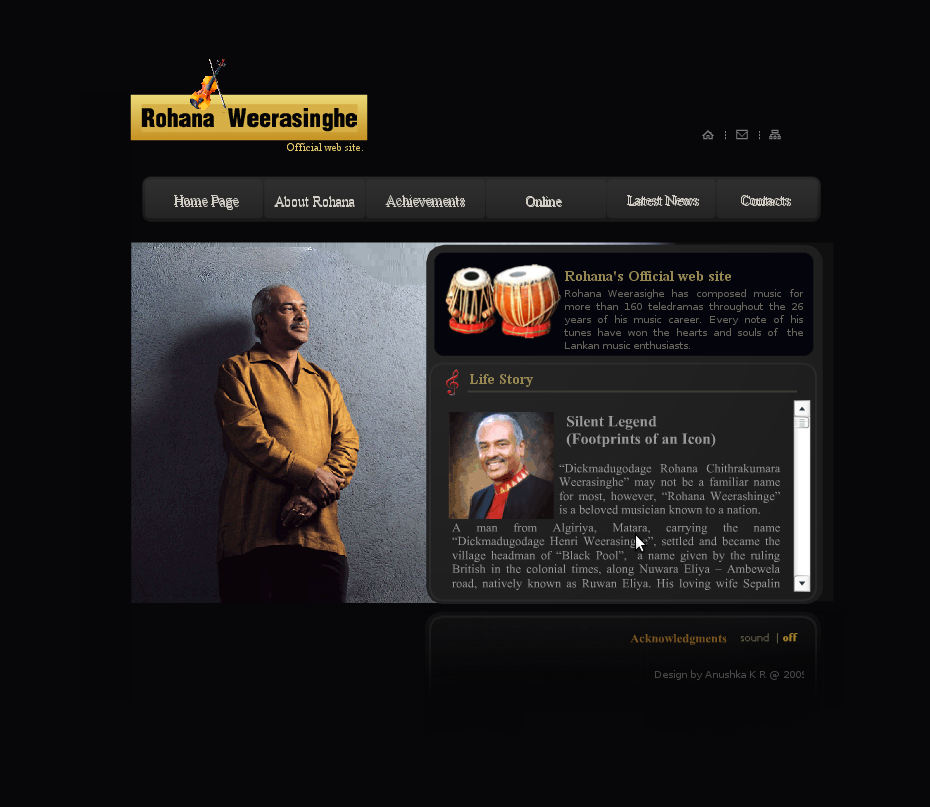 Rohana Weerasinghe
Official web site.
Home Page
About Rohana
Achievements
Online
Latest News
Contacts
Rohana's Official web site
Rohana Weerasighe has composed music for
more than 160 teledramas throughout the 26
years of his music career. Every note of his
tunes have won the hearts and souls of the
Lankan music enthusiasts.
Life Story
Silent Legend
(Footprints of an Icon)
“Dickmadugodage Rohana Chithrakumara
Weerasinghe” may not be a familiar name
for most, however, “Rohana Weerashinge”
is a beloved musician known to a nation.
A man from Algiriya, Matara, carrying the name
“Dickmadugodage Henri Weerasinghe”, settled and became the
village headman of “Black Pool”, a name given by the ruling
British in the colonial times, along Nuwara Eliya – Ambewela
road, natively known as Ruwan Eliya. His loving wife Sepalin
Acknowledgments sound | off
Design by Anushka K R @ 2009